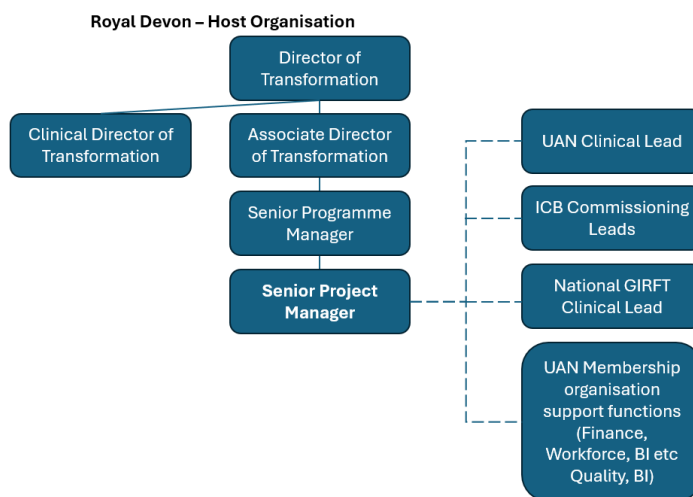 Royal Devon – Host Organisation
Director of
Transformation
Clinical Director of
Transformation
Associate Director
of Transformation
Senior Programme
Manager
Senior Project
Manager
UAN Clinical Lead
ICB Commissioning
Leads
National GIRFT
Clinical Lead
UAN Membership
organisation
support functions
(Finance,
Workforce, BI etc
Quality, BI)